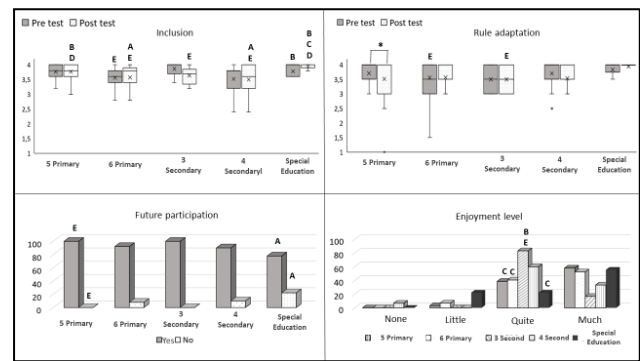 Pre test Post test
Inclusion
B
D
E
A
E
E
A
E
B
B
C
D
4
3,5
3
2,5
2
1,5
1
5 Primary
6 Primary
3
Secondary
4
Secondaryl
Special
Education
Pre test Post test
Rule adaptation
*
E
E
4
3,5
3
2,5
2
1,5
1
5 Primary
6 Primary
3
Secondary
4
Secondary
Special
Education
Future participation
E
E
A
A
100
80
60
40
20
0
5 Primary
6 Primary
3
Secondary
4
Secondary
Special
Education
Yes No
Enjoyment level
B
E
C C
C
100
80
60
40
20
0
None
Little
Quite
Much
5 Primary
6 Primary
3 Second
4 Second
Special
Education